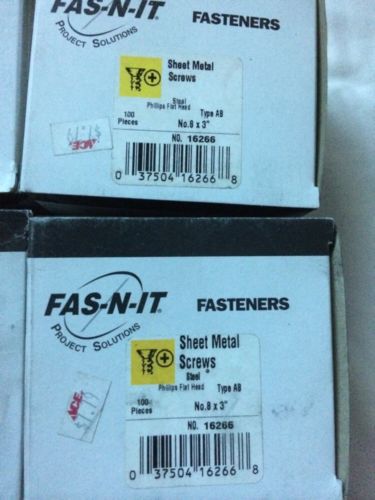 FAS-N-IT® FASTENERS
PROJECT SOLUTIONS
Sheet Metal
Screws
Steel
Phillips Flat Head Type AB
100
Pieces
No.8 x 3"
NO. 16266
0 37504 16266 8
ACE
FAS-N-IT® FASTENERS
PROJECT SOLUTIONS
Sheet Metal
Screws
Steel
Phillips Flat Head Type AB
100
Pieces
No.8 x 3"
NO. 16266
0 37504 16266 8
ACE